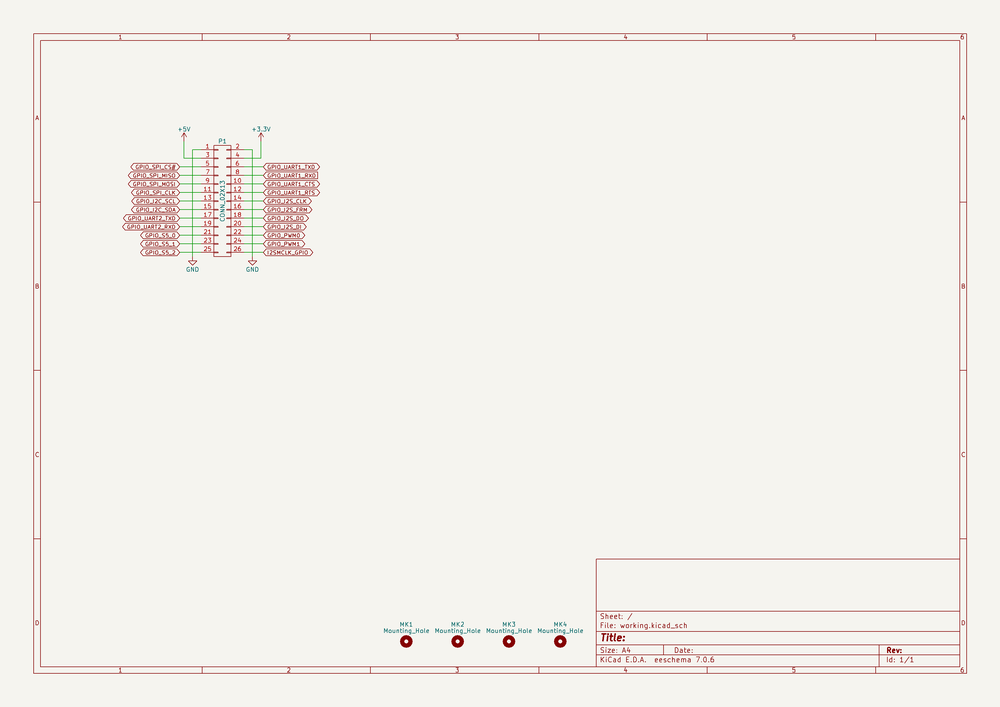 1 2 3 4 5 6
A A
+5V +3.3V
P1
1 2
3 4
GPIO_SPI_CS# 5 6 GPIO_UART1_TXD
GPIO_SPI_MISO 7 8 GPIO_UART1_RXD
GPIO_SPI_MOSI 9 10 GPIO_UART1_CTS
GPIO_SPI_CLK 11 12 GPIO_UART1_RTS
GPIO_I2C_SCL 13 14 GPIO_I2S_CLK
GPIO_I2C_SDA 15 16 GPIO_I2S_FRM
GPIO_UART2_TXD 17 18 GPIO_I2S_DO
GPIO_UART2_RXD 19 20 GPIO_I2S_DI
GPIO_S5_0 21 22 GPIO_PWM0
GPIO_S5_1 23 24 GPIO_PWM1
GPIO_S5_2 25 26 I2SMCLK_GPIO
CONN_02X13
GND GND
B B
C C
D D
MK1 MK2 MK3 MK4
Mounting_Hole Mounting_Hole Mounting_Hole Mounting_Hole
Sheet: /
File: working.kicad_sch
Title:
Size: A4 Date: Rev:
KiCad E.D.A. eeschema 7.0.6 Id: 1/1
1 2 3 4 5 6